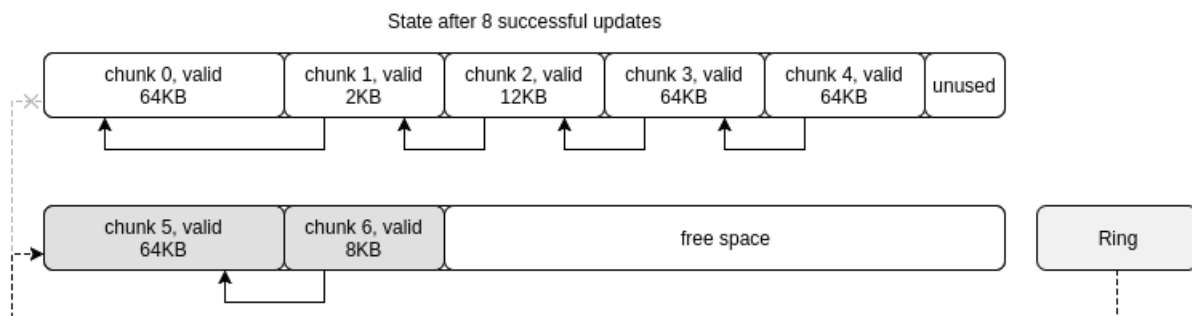 State after 8 successful updates
chunk 0, valid
64KB
chunk 1, valid
2KB
chunk 2, valid
12KB
chunk 3, valid
64KB
chunk 4, valid
64KB
unused
chunk 5, valid
64KB
chunk 6, valid
8KB
free space
Ring